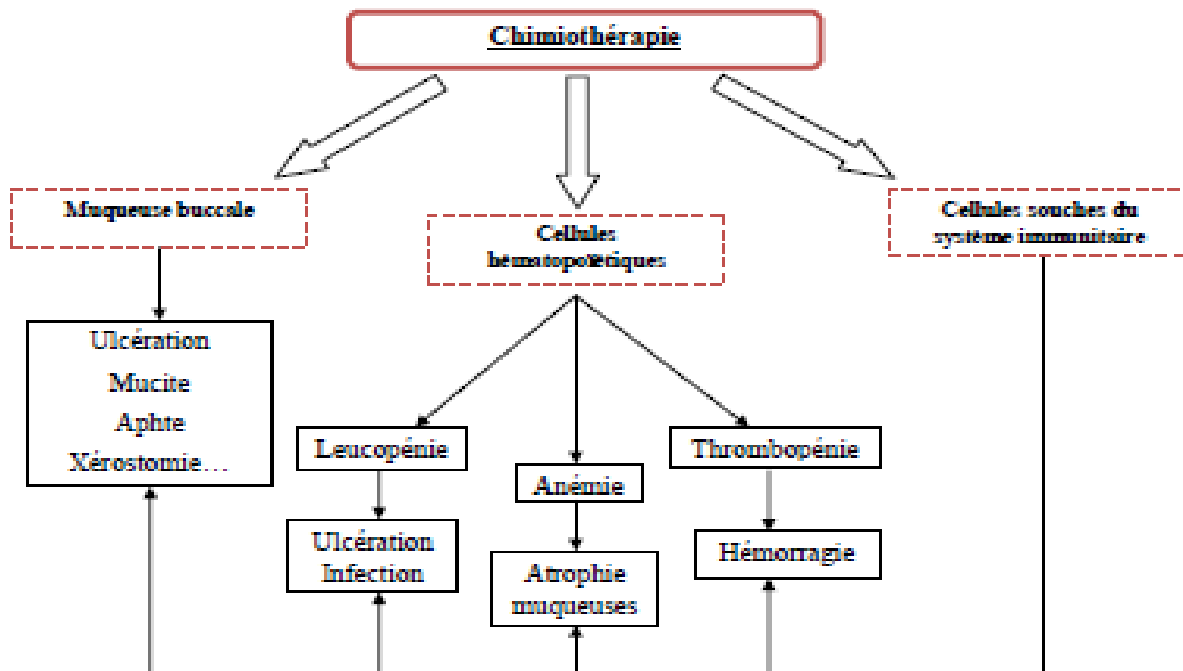 Chimiothérapie
Muqueuse buccale
Cellules
hématopoïétiques
Cellules souches du
système immunitaire
Ulcération
Mucite
Aphte
Xérostomie…
Leucopénie
Anémie
Thrombopénie
Ulcération
Infection
Atrophie
muqueuses
Hémorragie